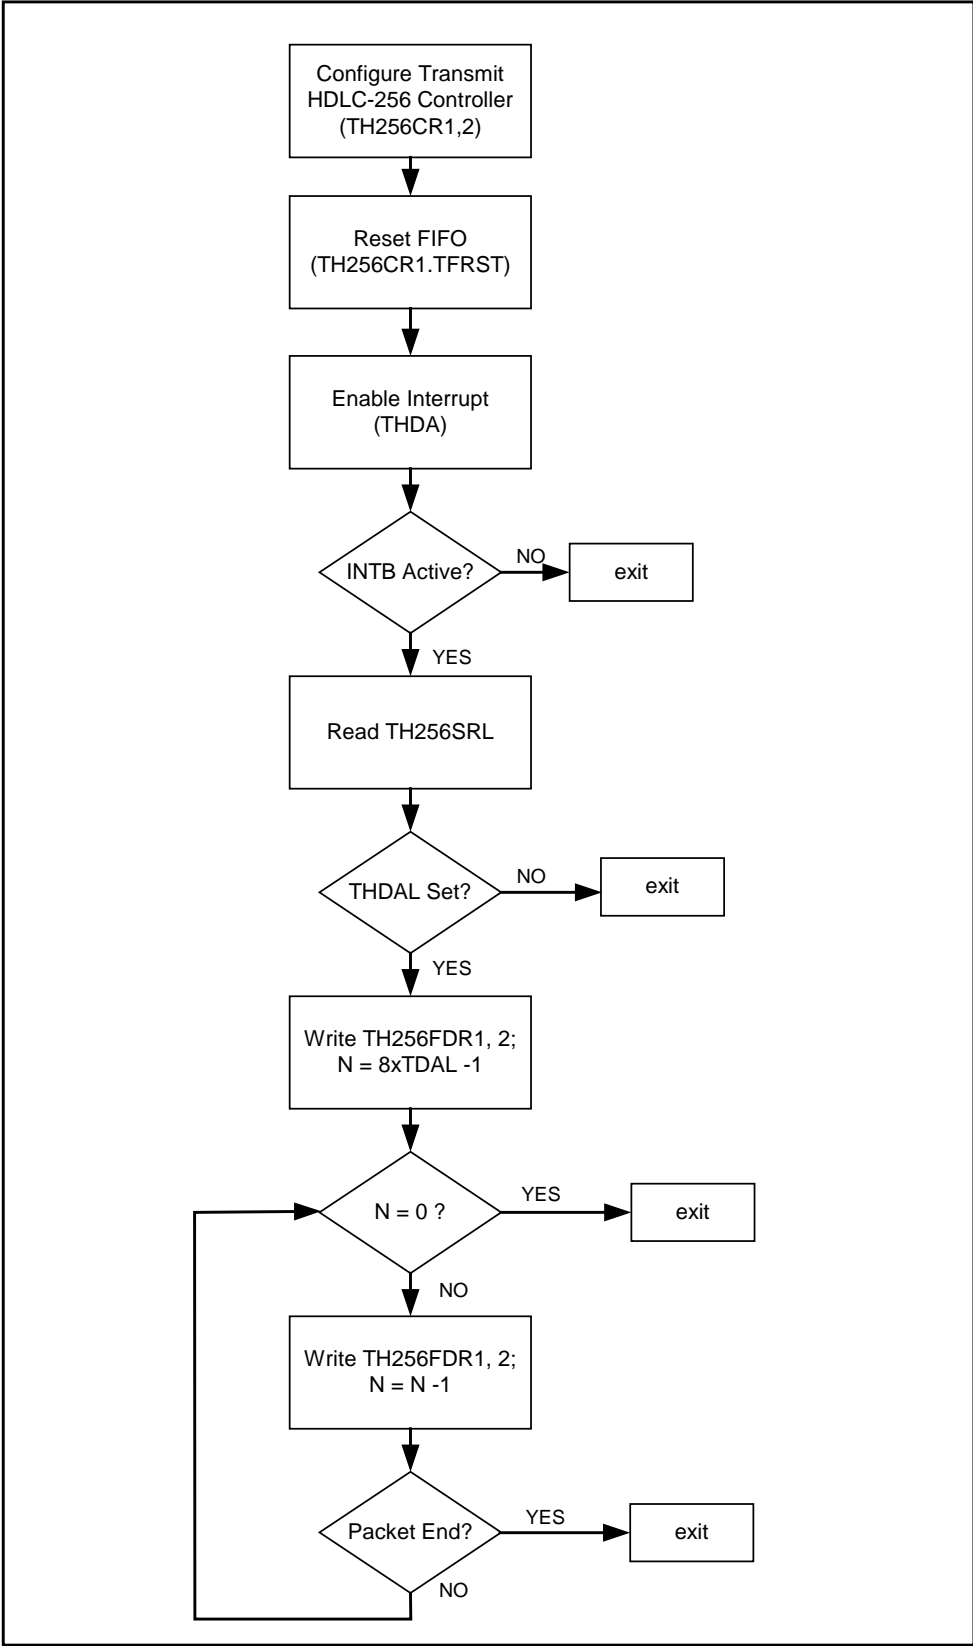 Configure Transmit
HDLC-256 Controller
(TH256CR1,2)
Reset FIFO
(TH256CR1.TFRST)
Enable Interrupt
(THDA)
INTB Active?
NO
exit
YES
Read TH256SRL
THDAL Set?
NO
exit
YES
Write TH256FDR1, 2;
N = 8xTDAL -1
N = 0 ?
YES
exit
NO
Write TH256FDR1, 2;
N = N -1
Packet End?
YES
exit
NO